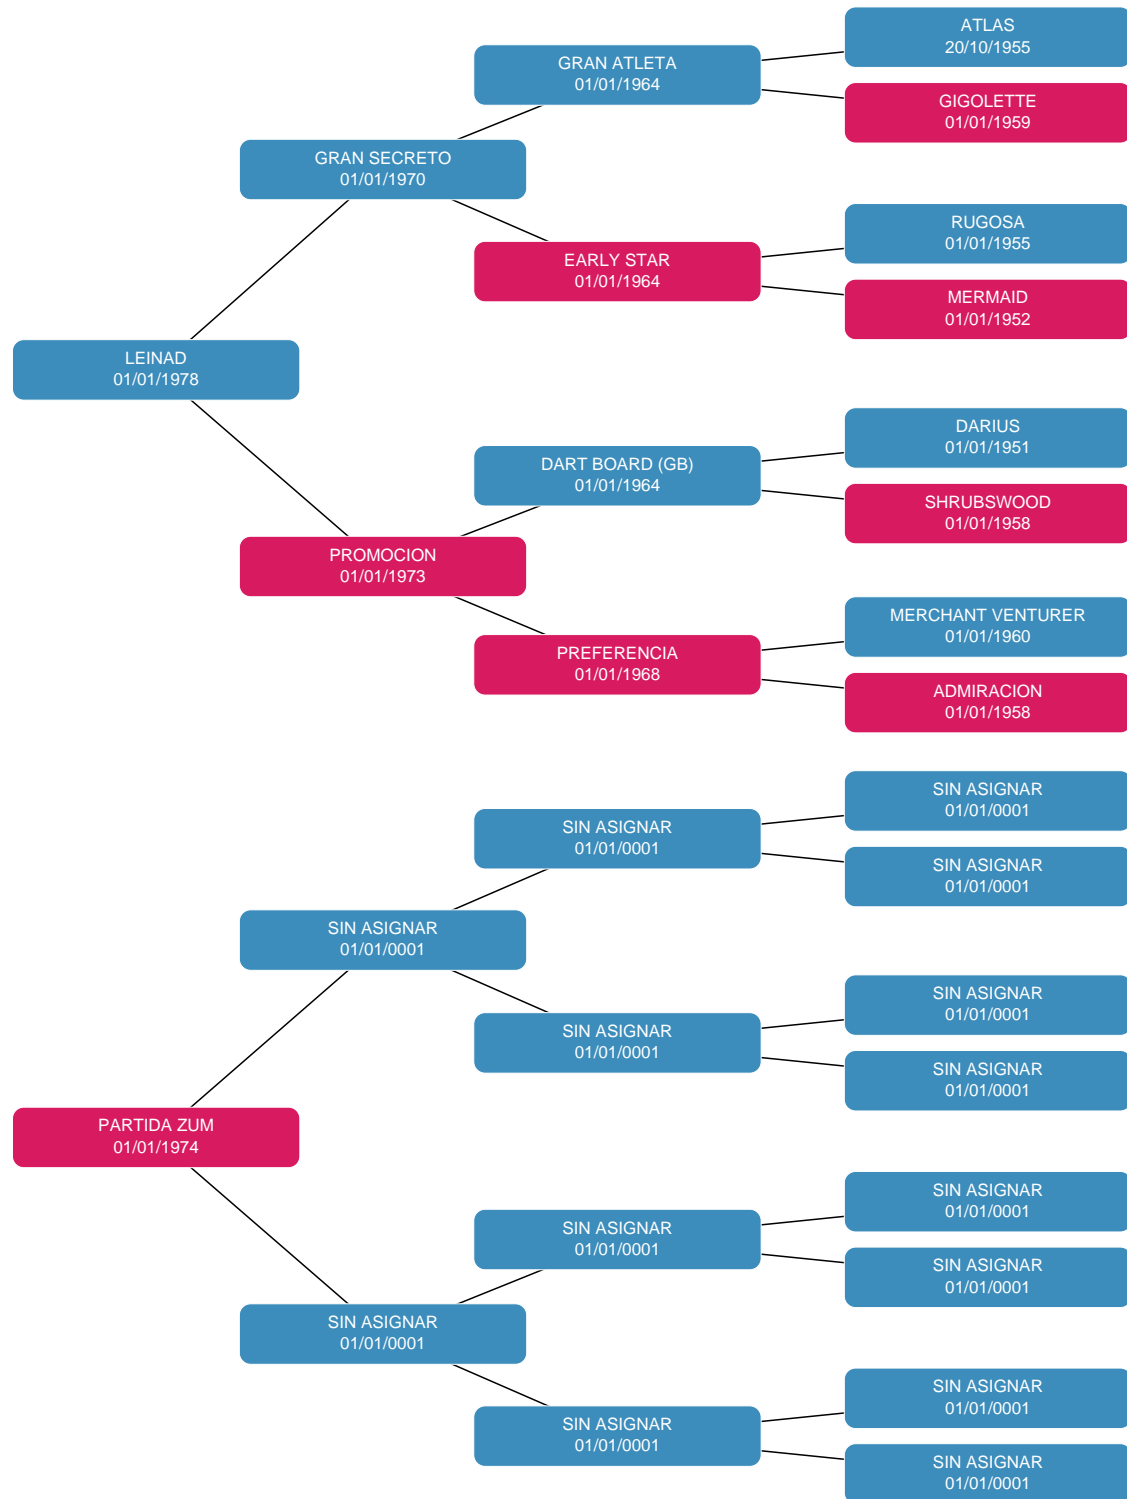 ATLAS
20/10/1955
GRAN ATLETA
01/01/1964
GIGOLETTE
01/01/1959
GRAN SECRETO
01/01/1970
RUGOSA
01/01/1955
EARLY STAR
01/01/1964
MERMAID
01/01/1952
LEINAD
01/01/1978
DARIUS
01/01/1951
DART BOARD (GB)
01/01/1964
SHRUBSWOOD
01/01/1958
PROMOCION
01/01/1973
MERCHANT VENTURER
01/01/1960
PREFERENCIA
01/01/1968
ADMIRACION
01/01/1958
SIN ASIGNAR
01/01/0001
SIN ASIGNAR
01/01/0001
SIN ASIGNAR
01/01/0001
SIN ASIGNAR
01/01/0001
SIN ASIGNAR
01/01/0001
SIN ASIGNAR
01/01/0001
SIN ASIGNAR
01/01/0001
PARTIDA ZUM
01/01/1974
SIN ASIGNAR
01/01/0001
SIN ASIGNAR
01/01/0001
SIN ASIGNAR
01/01/0001
SIN ASIGNAR
01/01/0001
SIN ASIGNAR
01/01/0001
SIN ASIGNAR
01/01/0001
SIN ASIGNAR
01/01/0001